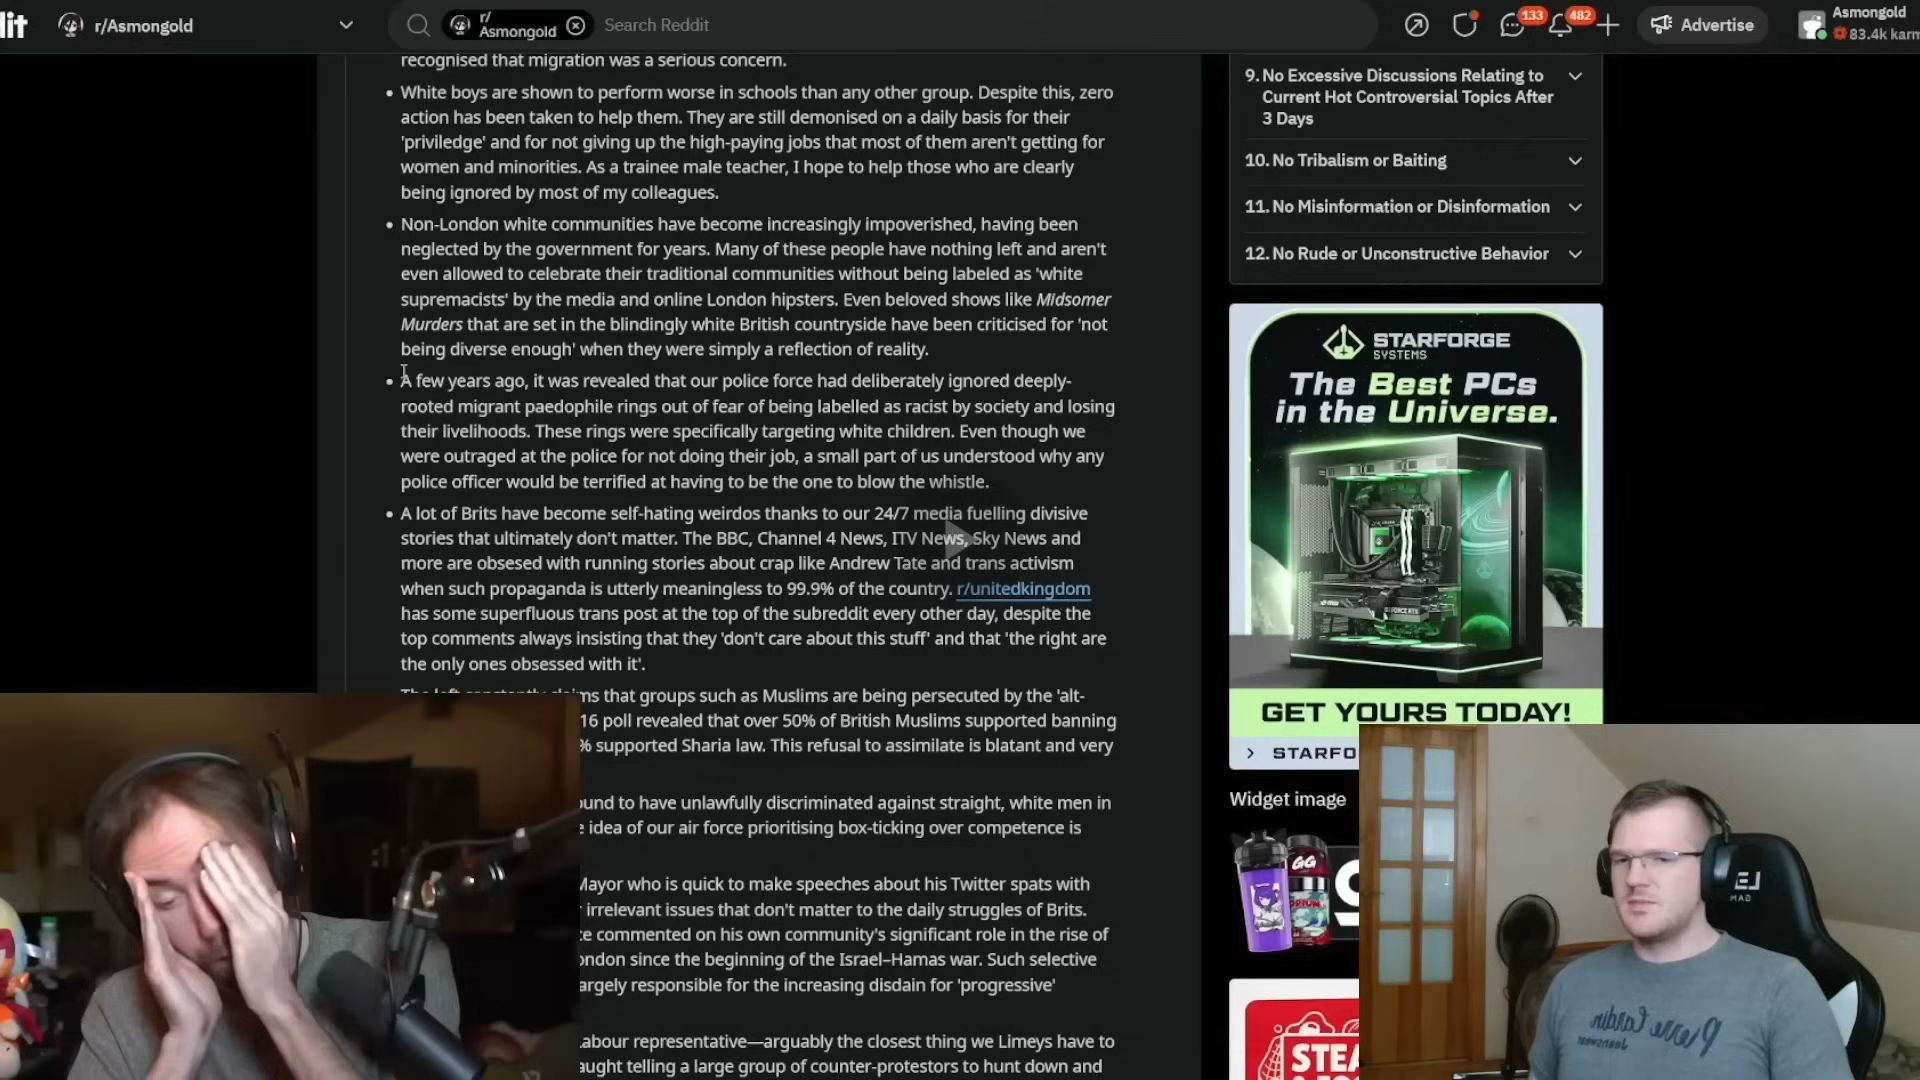 lit
r/Asmongold
r/
Asmongold
Search Reddit
133
482
Advertise
Asmongold
83.4k karm
recognised that migration was a serious concern.
White boys are shown to perform worse in schools than any other group. Despite this, zero
action has been taken to help them. They are still demonised on a daily basis for their
'priviledge' and for not giving up the high-paying jobs that most of them aren't getting for
women and minorities. As a trainee male teacher, I hope to help those who are clearly
being ignored by most of my colleagues.
Non-London white communities have become increasingly impoverished, having been
neglected by the government for years. Many of these people have nothing left and aren't
even allowed to celebrate their traditional communities without being labeled as 'white
supremacists' by the media and online London hipsters. Even beloved shows like Midsomer
Murders that are set in the blindingly white British countryside have been criticised for 'not
being diverse enough' when they were simply a reflection of reality.
A few years ago, it was revealed that our police force had deliberately ignored deeply-
rooted migrant paedophile rings out of fear of being labelled as racist by society and losing
their livelihoods. These rings were specifically targeting white children. Even though we
were outraged at the police for not doing their job, a small part of us understood why any
police officer would be terrified at having to be the one to blow the whistle.
A lot of Brits have become self-hating weirdos thanks to our 24/7 media fuelling divisive
stories that ultimately don't matter. The BBC, Channel 4 News, ITV News, Sky News and
more are obsesed with running stories about crap like Andrew Tate and trans activism
when such propaganda is utterly meaningless to 99.9% of the country. r/unitedkingdom
has some superfluous trans post at the top of the subreddit every other day, despite the
top comments always insisting that they 'don't care about this stuff' and that 'the right are
the only ones obsessed with it'.
The left constantly claims that groups such as Muslims are being persecuted by the 'alt-
16 poll revealed that over 50% of British Muslims supported banning
% supported Sharia law. This refusal to assimilate is blatant and very
und to have unlawfully discriminated against straight, white men in
e idea of our air force prioritising box-ticking over competence is
Mayor who is quick to make speeches about his Twitter spats with
r irrelevant issues that don't matter to the daily struggles of Brits.
ce commented on his own community's significant role in the rise of
ondon since the beginning of the Israel–Hamas war. Such selective
argely responsible for the increasing disdain for 'progressive'
Labour representative—arguably the closest thing we Limeys have to
aught telling a large group of counter-protestors to hunt down and
9. No Excessive Discussions Relating to
Current Hot Controversial Topics After
3 Days
10. No Tribalism or Baiting
11. No Misinformation or Disinformation
12. No Rude or Unconstructive Behavior
STARFORGE
SYSTEMS
The Best PCs
in the Universe.
GET YOURS TODAY!
STARFO
Widget image
GG
STEA